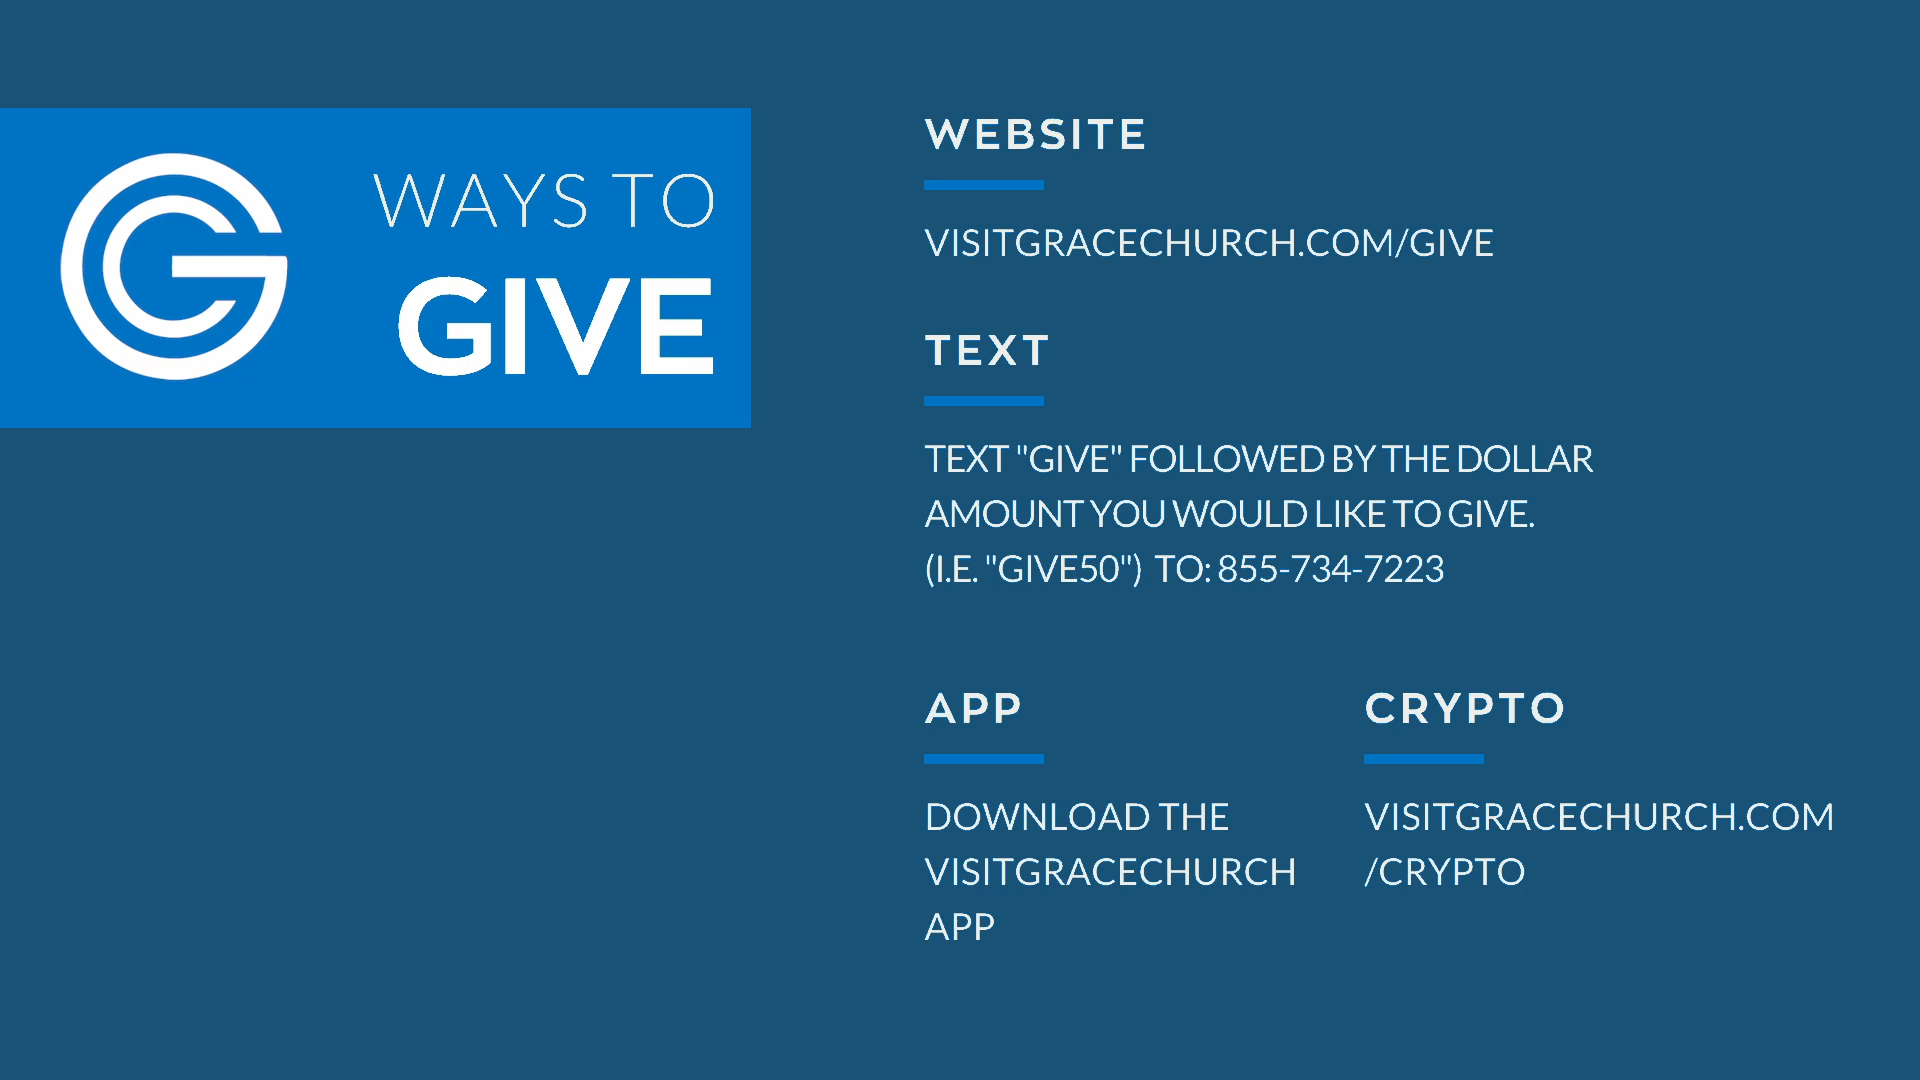 WAYS TO
GIVE
WEBSITE
VISITGRACECHURCH.COM/GIVE
TEXT
TEXT "GIVE" FOLLOWED BY THE DOLLAR
AMOUNT YOU WOULD LIKE TO GIVE.
(I.E. "GIVE50") TO: 855-734-7223
APP
DOWNLOAD THE
VISITGRACECHURCH
APP
CRYPTO
VISITGRACECHURCH.COM
/CRYPTO